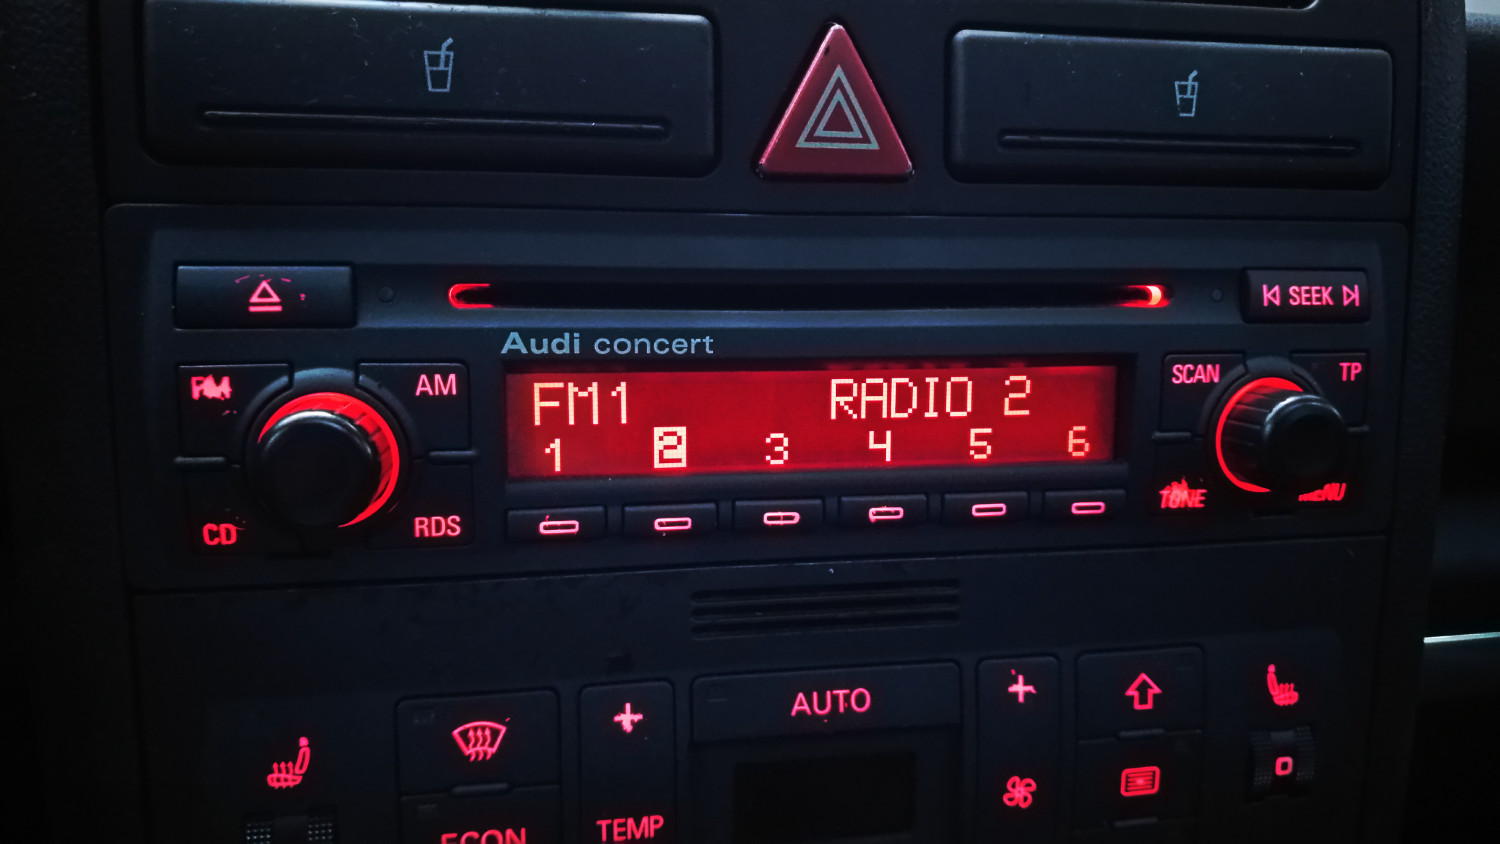 SEEK
Audi concert
FM AM
SCAN TP
FM1 RADIO 2
1 2 3 4 5 6
CD RDS
TONE MENU
AUTO
ECON
TEMP